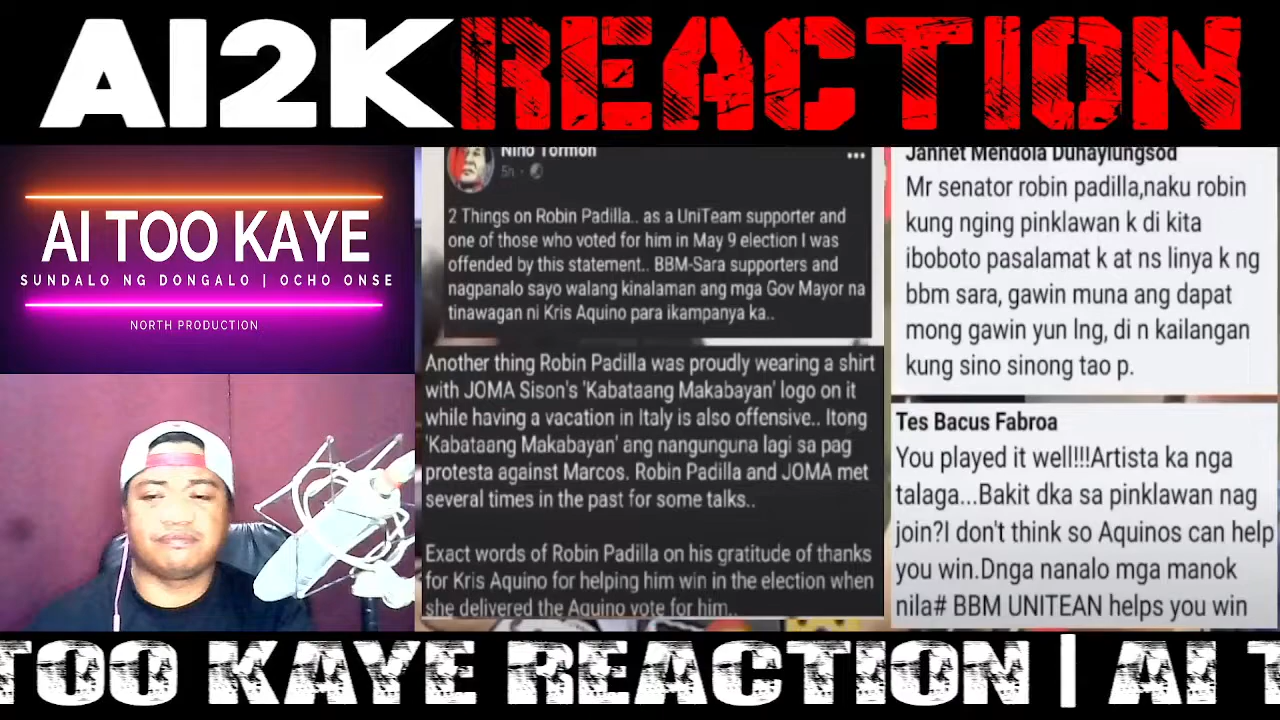 AI2KREACTION
AI TOO KAYE
SUNDALO NG DONGALO | OCHO ONSE
NORTH PRODUCTION
Nino Tormon
5h
2 Things on Robin Padilla.. as a UniTeam supporter and
one of those who voted for him in May 9 election I was
offended by this statement.. BBM-Sara supporters and
nagpanalo sayo walang kinalaman ang mga Gov Mayor na
tinawagan ni Kris Aquino para ikampanya ka..
Another thing Robin Padilla was proudly wearing a shirt
with JOMA Sison's 'Kabataang Makabayan' logo on it
while having a vacation in Italy is also offensive.. Itong
'Kabataang Makabayan' ang nangunguna lagi sa pag
protesta against Marcos. Robin Padilla and JOMA met
several times in the past for some talks..
Exact words of Robin Padilla on his gratitude of thanks
for Kris Aquino for helping him win in the election when
she delivered the Aquino vote for him..
Jannet Mendola Duhaylungsod
Mr senator robin padilla,naku robin
kung nging pinklawan k di kita
iboboto pasalamat k at ns linya k ng
bbm sara, gawin muna ang dapat
mong gawin yun lng, di n kailangan
kung sino sinong tao p.
Tes Bacus Fabroa
You played it well!!!Artista ka nga
talaga...Bakit dka sa pinklawan nag
join?I don't think so Aquinos can help
you win.Dnga nanalo mga manok
nila# BBM UNITEAN helps you win
TOO KAYE REACTION | AI T